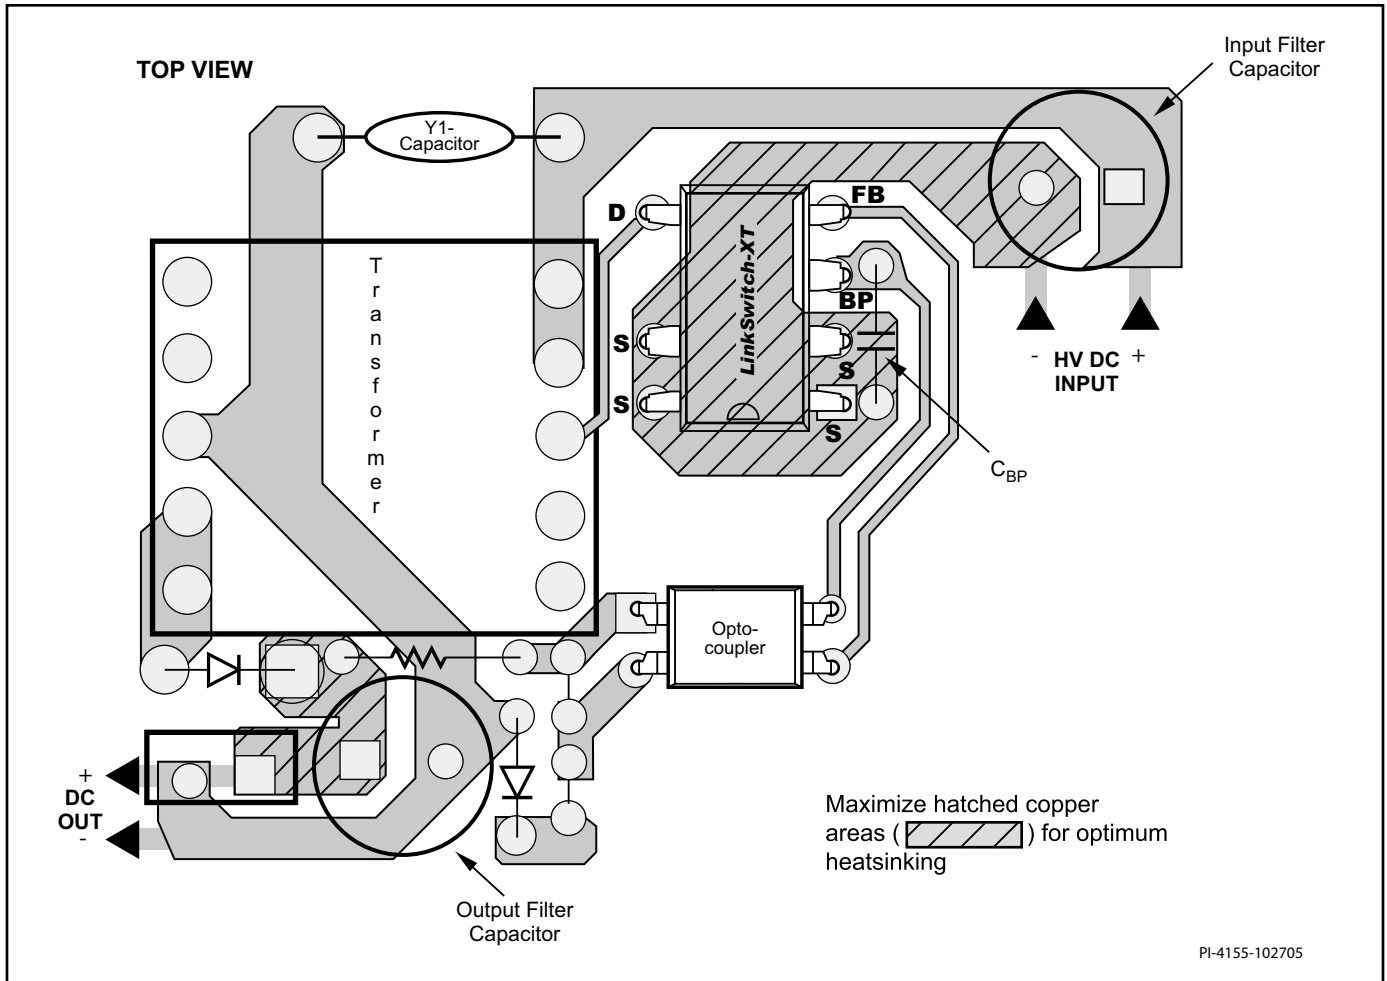 TOP VIEW
Input Filter
Capacitor
Y1-
Capacitor
D
FB
Transformer
LinkSwitch-XT
BP
S
S
S
S
- HV DC +
INPUT
CBP
Opto-
coupler
+
DC
OUT
-
Maximize hatched copper
areas ( ) for optimum
heatsinking
Output Filter
Capacitor
PI-4155-102705